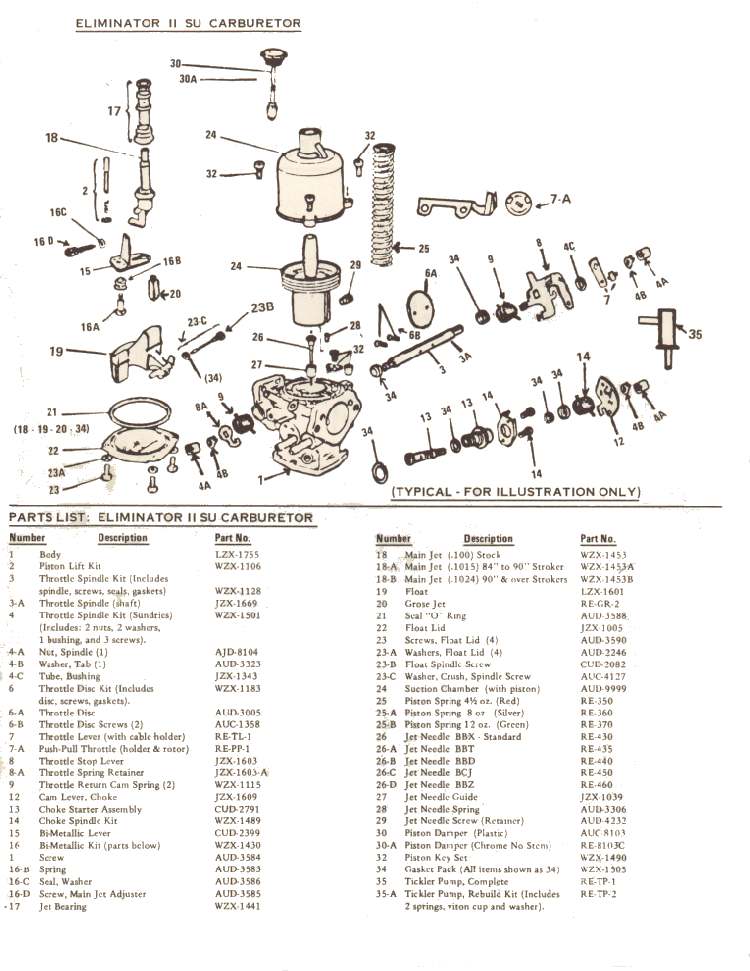 ELIMINATOR II SU CARBURETOR
30
30A
17
24
32
18
32
2
7-A
16C
16 D
8
4C
34
25
9
16B
15
24
29
6A
4A
4B
20
7
23B
16A
23-C
28
6B
35
26
32
3A
19
27
3
14
(34)
9
34
34
34
21
8A
14
34
13
(18 - 19 - 20 - 34)
13
34
4A
22
4B
12
23A
4B
14
23
4A
1
(TYPICAL - FOR ILLUSTRATION ONLY)
PARTS LIST: ELIMINATOR II SU CARBURETOR
Number Description Part No.
1 Body LZX-1755
2 Piston Lift Kit WZX-1106
3 Throttle Spindle Kit (Includes
spindle, screws, seals, gaskets) WZX-1128
3-A Throttle Spindle (shaft) JZX-1669
4 Throttle Spindle Kit (Sundries) WZX-1501
(Includes: 2 nuts, 2 washers,
1 bushing, and 3 screws).
4-A Nut, Spindle (1) AJD-8104
4-B Washer, Tab (1) AUD-3323
4-C Tube, Bushing JZX-1343
6 Throttle Disc Kit (Includes WZX-1183
disc, screws, gaskets).
6-A Throttle Disc AUD-3005
6-B Throttle Disc Screws (2) AUC-1358
7 Throttle Lever (with cable holder) RE-TL-1
7-A Push-Pull Throttle (holder & rotor) RE-PP-1
8 Throttle Stop Lever JZX-1603
8-A Throttle Spring Retainer JZX-1603-A
9 Throttle Return Cam Spring (2) WZX-1115
12 Cam Lever, Choke JZX-1609
13 Choke Starter Assembly CUD-2791
14 Choke Spindle Kit WZX-1489
15 Bi-Metallic Lever CUD-2399
16 Bi-Metallic Kit (parts below) WZX-1430
1 Screw AUD-3584
16-B Spring AUD-3583
16-C Seal, Washer AUD-3586
16-D Screw, Main Jet Adjuster AUD-3585
17 Jet Bearing WZX-1441
Number Description Part No.
18 Main Jet (.100) Stock WZX-1453
18-A Main Jet (.1015) 84" to 90" Stroker WZX-1453A
18-B Main Jet (.1024) 90" & over Strokers WZX-1453B
19 Float LZX-1601
20 Grose Jet RE-GR-2
21 Seal "O" Ring AUD-3588
22 Float Lid JZX-1005
23 Screws, Float Lid (4) AUD-3590
23-A Washers, Float Lid (4) AUD-2246
23-B Float Spindle Screw CUD-2082
23-C Washer, Crush, Spindle Screw AUC-4127
24 Suction Chamber (with piston) AUD-9999
25 Piston Spring 4½ oz. (Red) RE-350
25-A Piston Spring 8 oz (Silver) RE-360
25-B Piston Spring 12 oz. (Green) RE-370
26 Jet Needle BBX - Standard RE-430
26-A Jet Needle BBT RE-435
26-B Jet Needle BBD RE-440
26-C Jet Needle BCJ RE-450
26-D Jet Needle BBZ RE-460
27 Jet Needle Guide JZX-1039
28 Jet Needle Spring AUD-3306
29 Jet Needle Screw (Retainer) AUD-4232
30 Piston Damper (Plastic) AUC-8103
30-A Piston Damper (Chrome No Stem) RE-8103C
32 Piston Key Set WZX-1490
34 Gasket Pack (All items shown as 34) WZX-1505
35 Tickler Pump, Complete RE-TP-1
35-A Tickler Pump, Rebuild Kit (Includes RE-TP-2
2 springs, viton cup and washer).